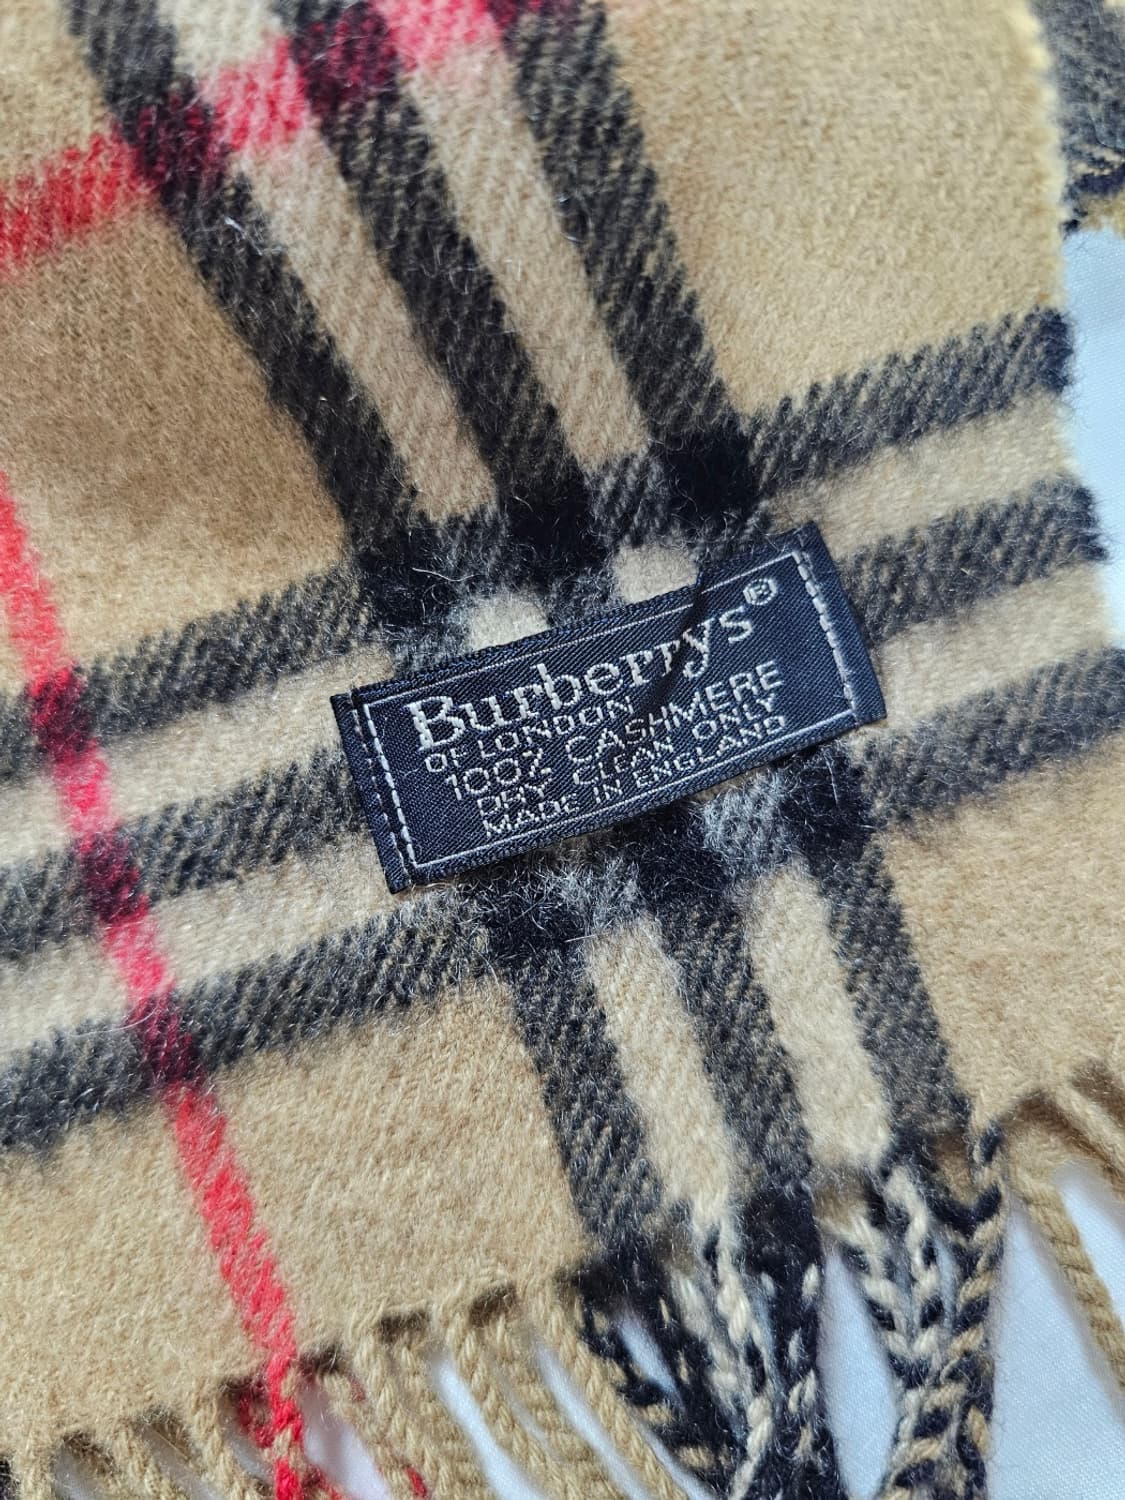 Burberrys®
OF LONDON
100% CASHMERE
DRY CLEAN ONLY
MADE IN ENGLAND